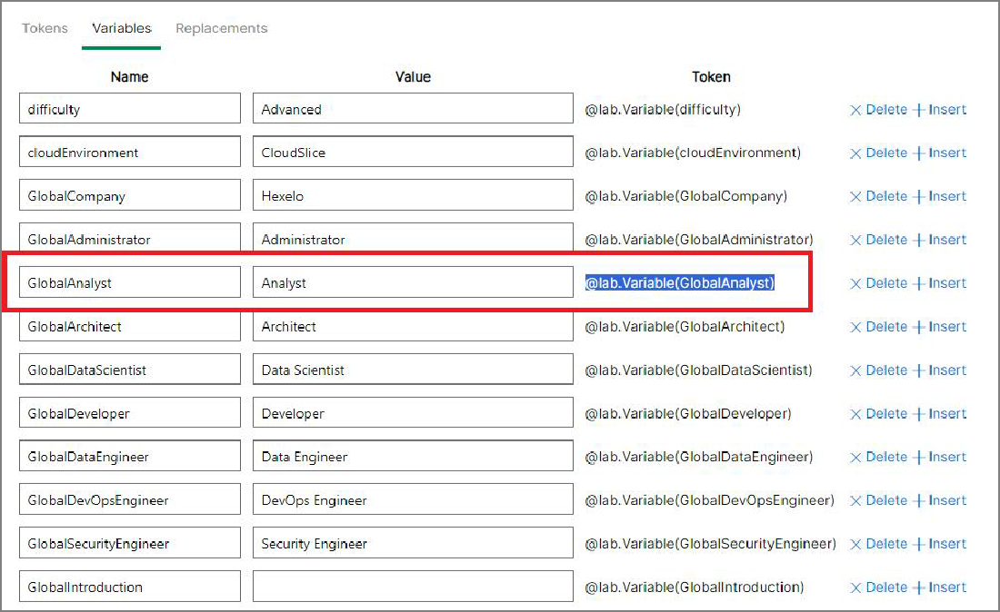 Tokens Variables Replacements
Name Value Token
difficulty Advanced @lab.Variable(difficulty) Delete Insert
cloudEnvironment CloudSlice @lab.Variable(cloudEnvironment) Delete Insert
GlobalCompany Hexelo @lab.Variable(GlobalCompany) Delete Insert
GlobalAdministrator Administrator @lab.Variable(GlobalAdministrator) Delete Insert
GlobalAnalyst Analyst @lab.Variable(GlobalAnalyst) Delete Insert
GlobalArchitect Architect @lab.Variable(GlobalArchitect) Delete Insert
GlobalDataScientist Data Scientist @lab.Variable(GlobalDataScientist) Delete Insert
GlobalDeveloper Developer @lab.Variable(GlobalDeveloper) Delete Insert
GlobalDataEngineer Data Engineer @lab.Variable(GlobalDataEngineer) Delete Insert
GlobalDevOpsEngineer DevOps Engineer @lab.Variable(GlobalDevOpsEngineer) Delete Insert
GlobalSecurityEngineer Security Engineer @lab.Variable(GlobalSecurityEngineer) Delete Insert
GlobalIntroduction @lab.Variable(GlobalIntroduction) Delete Insert